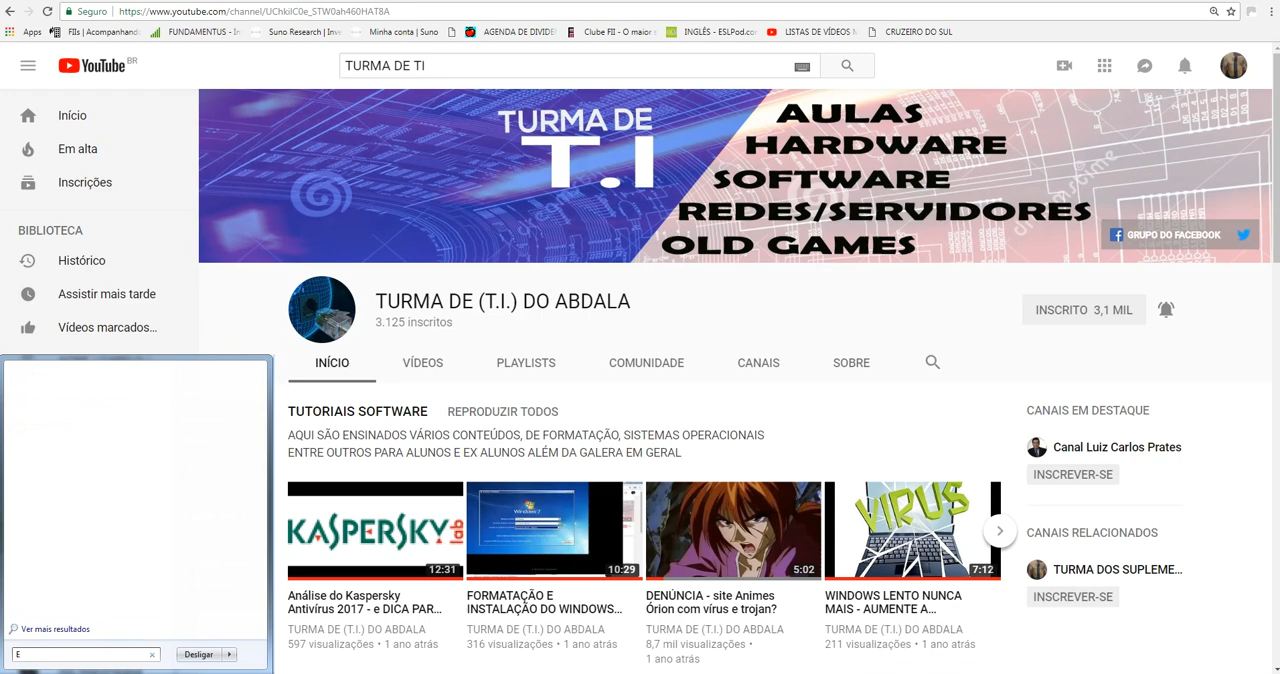 Seguro https://www.youtube.com/channel/UChkiIC0e_STW0ah460HAT8A
Apps FIIs | Acompanhando FUNDAMENTUS - In Suno Research | Inve Minha conta | Suno AGENDA DE DIVIDE Clube FII - O maior s INGLÊS - ESLPod.co LISTAS DE VÍDEOS M CRUZEIRO DO SUL
YouTube BR
TURMA DE TI
Início
Em alta
Inscrições
BIBLIOTECA
Histórico
Assistir mais tarde
Vídeos marcados...
TURMA DE
T.I
AULAS
HARDWARE
SOFTWARE
REDES/SERVIDORES
OLD GAMES
dreamstime
GRUPO DO FACEBOOK
TURMA DE (T.I.) DO ABDALA
3.125 inscritos
INSCRITO 3,1 MIL
INÍCIO VÍDEOS PLAYLISTS COMUNIDADE CANAIS SOBRE
TUTORIAIS SOFTWARE REPRODUZIR TODOS
AQUI SÃO ENSINADOS VÁRIOS CONTEÚDOS, DE FORMATAÇÃO, SISTEMAS OPERACIONAIS
ENTRE OUTROS PARA ALUNOS E EX ALUNOS ALÉM DA GALERA EM GERAL
KASPERSKY lab
12:31
Windows 7
10:29
5:02
VIRUS
7:12
Análise do Kaspersky
Antivírus 2017 - e DICA PAR...
TURMA DE (T.I.) DO ABDALA
597 visualizações • 1 ano atrás
FORMATAÇÃO E
INSTALAÇÃO DO WINDOWS...
TURMA DE (T.I.) DO ABDALA
316 visualizações • 1 ano atrás
DENÚNCIA - site Animes
Órion com vírus e trojan?
TURMA DE (T.I.) DO ABDALA
8,7 mil visualizações •
1 ano atrás
WINDOWS LENTO NUNCA
MAIS - AUMENTE A...
TURMA DE (T.I.) DO ABDALA
211 visualizações • 1 ano atrás
CANAIS EM DESTAQUE
Canal Luiz Carlos Prates
INSCREVER-SE
CANAIS RELACIONADOS
TURMA DOS SUPLEME...
INSCREVER-SE
Ver mais resultados
E
Desligar